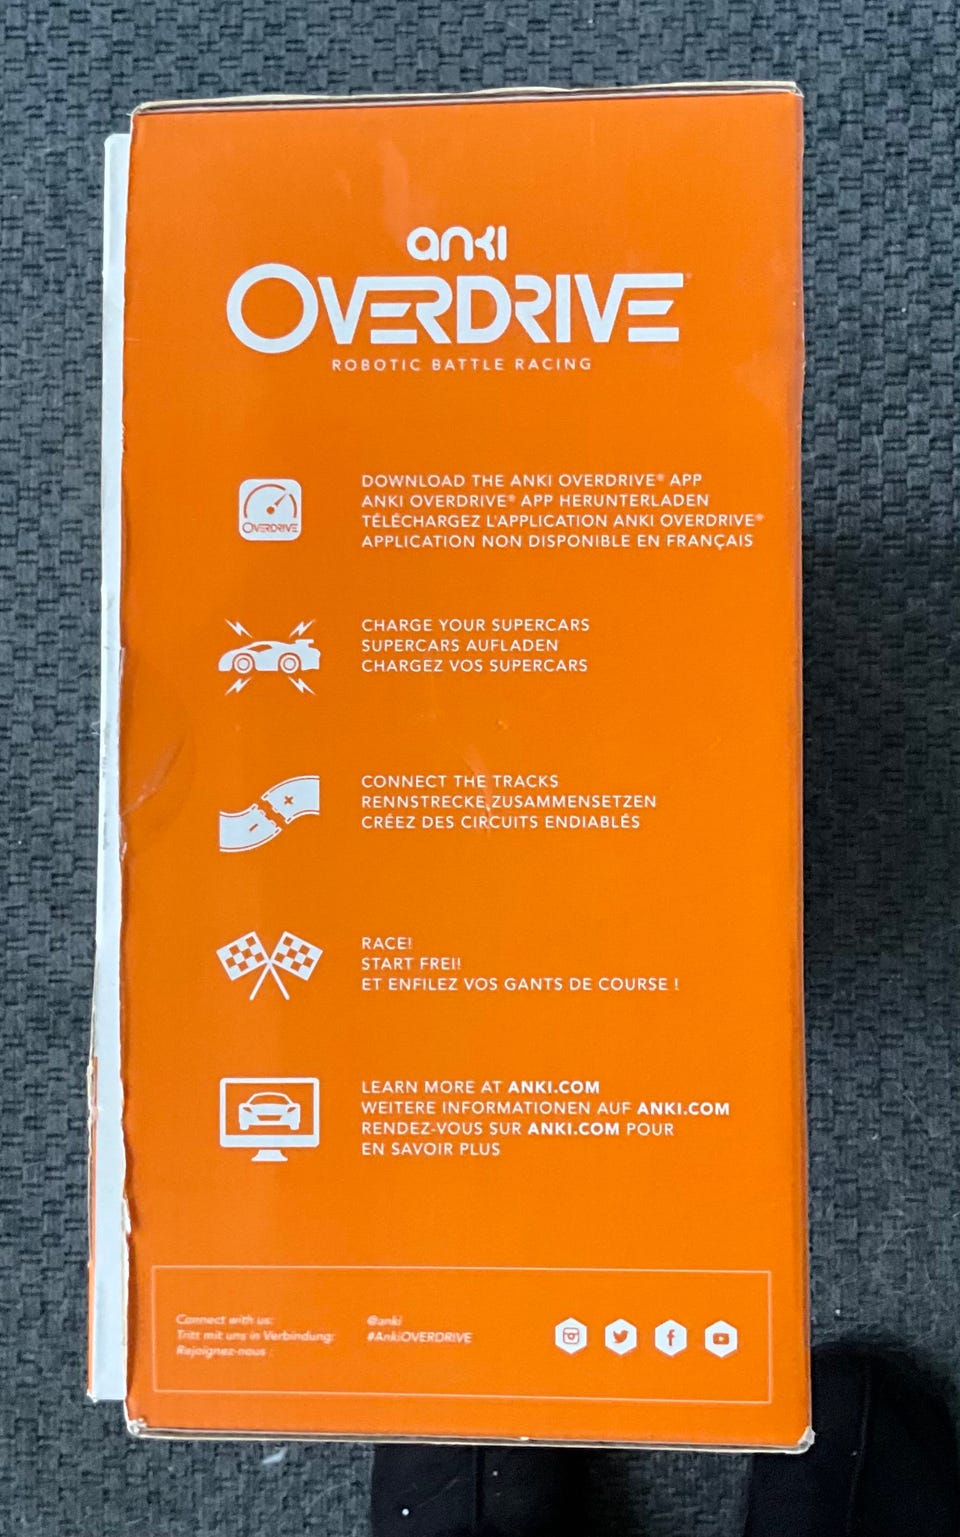 anki
OVERDRIVE
ROBOTIC BATTLE RACING
OVERDRIVE
DOWNLOAD THE ANKI OVERDRIVE® APP
ANKI OVERDRIVE® APP HERUNTERLADEN
TÉLÉCHARGEZ L'APPLICATION ANKI OVERDRIVE®
APPLICATION NON DISPONIBLE EN FRANÇAIS
CHARGE YOUR SUPERCARS
SUPERCARS AUFLADEN
CHARGEZ VOS SUPERCARS
CONNECT THE TRACKS
RENNSTRECKE ZUSAMMENSETZEN
CRÉEZ DES CIRCUITS ENDIABLÉS
RACE!
START FREI!
ET ENFILEZ VOS GANTS DE COURSE !
LEARN MORE AT ANKI.COM
WEITERE INFORMATIONEN AUF ANKI.COM
RENDEZ-VOUS SUR ANKI.COM POUR
EN SAVOIR PLUS
Connect with us:
Tritt mit uns in Verbindung:
Rejoignez-nous :
@anki
#AnkiOVERDRIVE